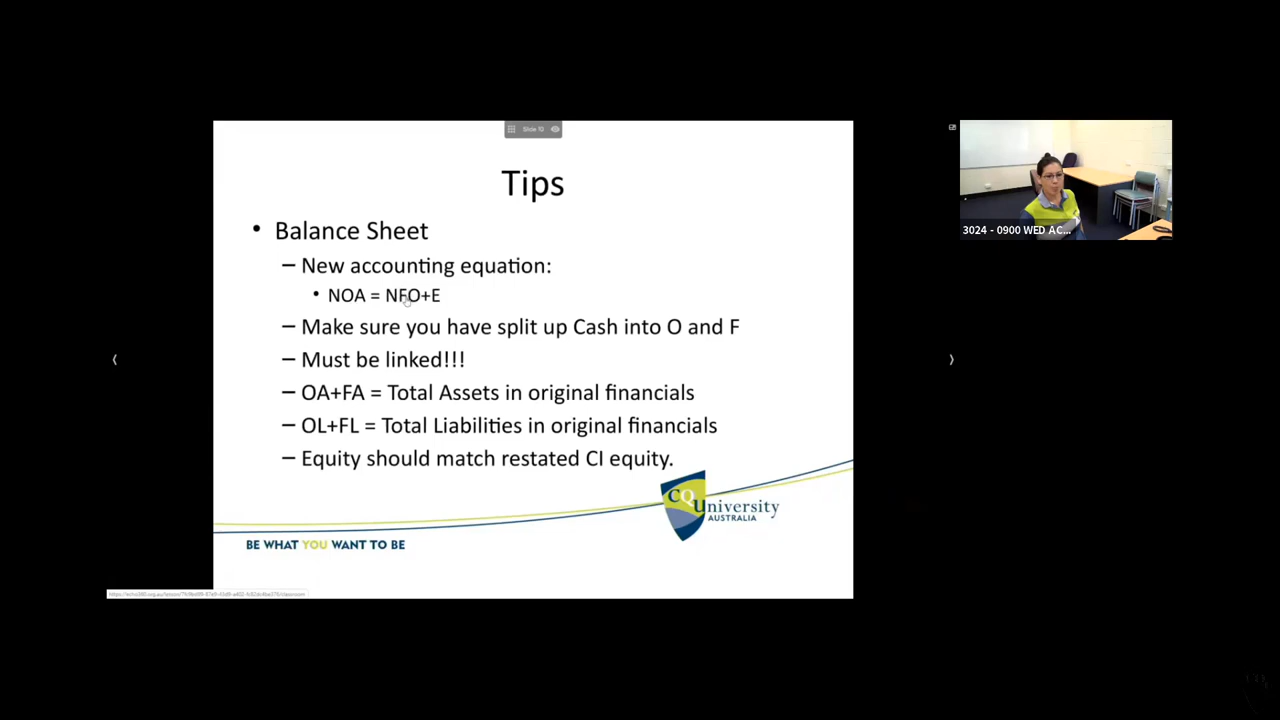 Slide 10
Tips
• Balance Sheet
– New accounting equation:
• NOA = NFO+E
– Make sure you have split up Cash into O and F
– Must be linked!!!
– OA+FA = Total Assets in original financials
– OL+FL = Total Liabilities in original financials
– Equity should match restated CI equity.
CQUniversity
AUSTRALIA
BE WHAT YOU WANT TO BE
3024 - 0900 WED AC...